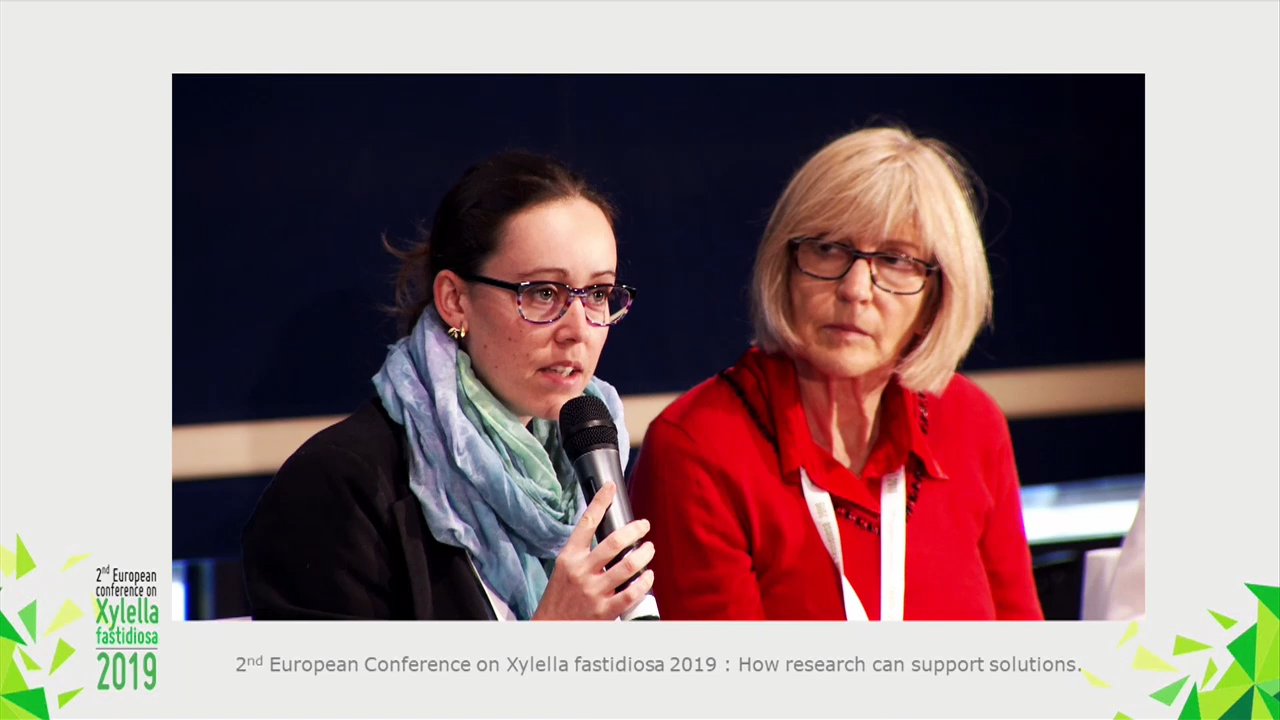 2nd European
conference on
Xylella
fastidiosa
2019
2nd European Conference on Xylella fastidiosa 2019 : How research can support solutions.